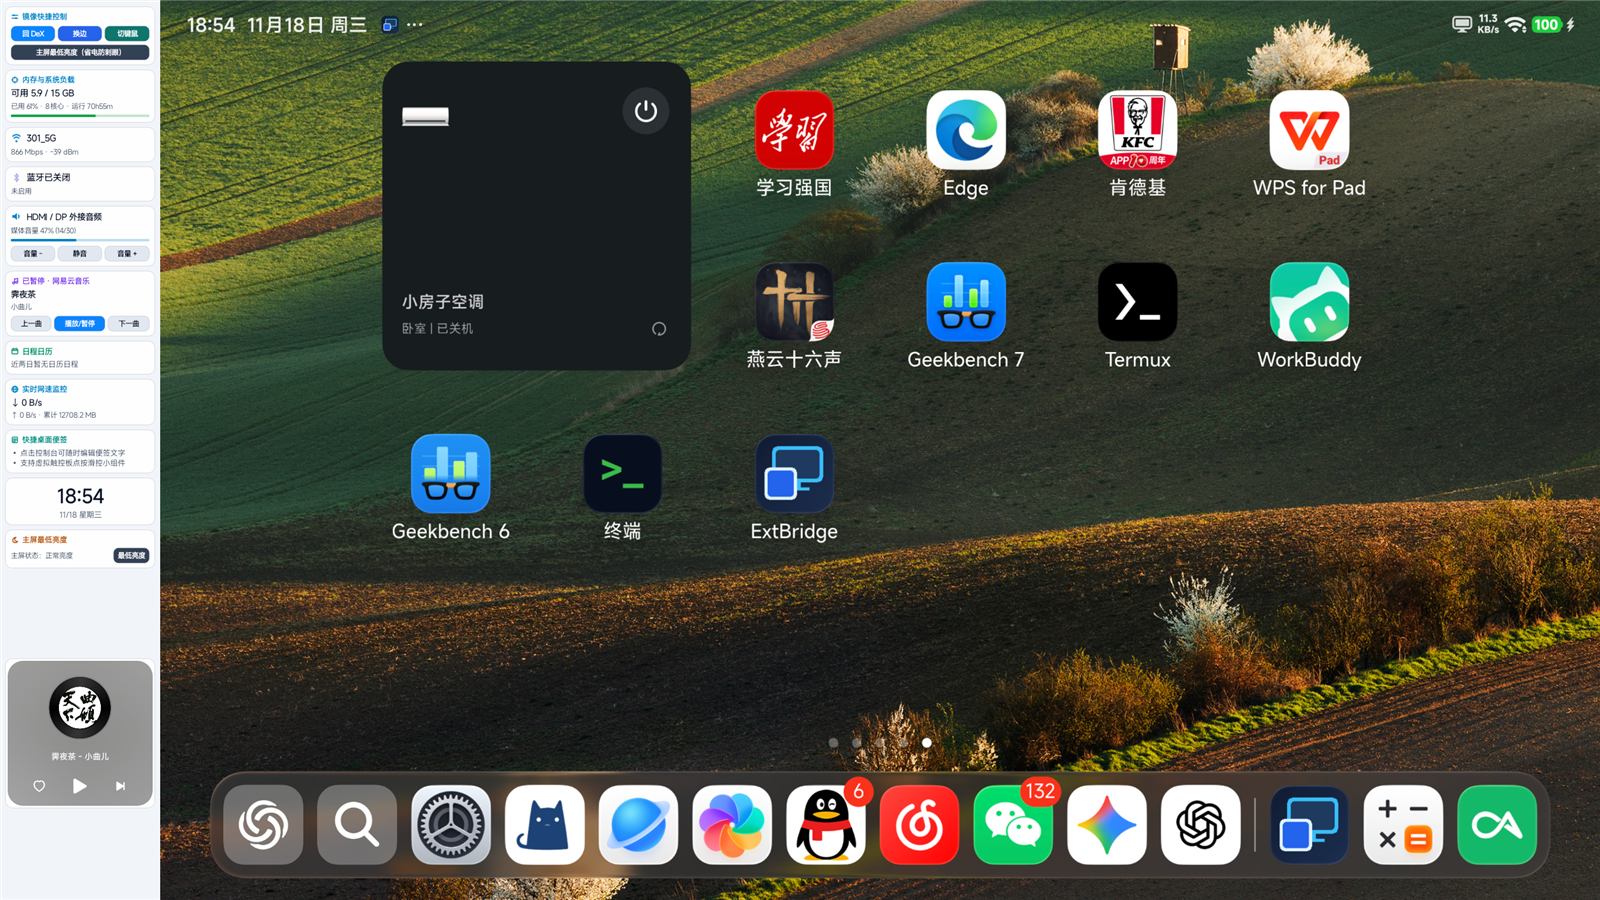 镜像快捷控制
回 DeX
换边
切键鼠
主屏最低亮度（省电防刺眼）
内存与系统负载
可用 5.9 / 15 GB
已用 61% · 8核心 · 运行 70h55m
301_5G
866 Mbps · -39 dBm
蓝牙已关闭
未启用
HDMI / DP 外接音频
媒体音量 47% (14/30)
音量 -
静音
音量 +
已暂停 · 网易云音乐
霁夜茶
小曲儿
上一曲
播放/暂停
下一曲
日程日历
近两日暂无日历日程
实时网速监控
↓ 0 B/s
↑ 0 B/s · 累计 12708.2 MB
快捷桌面便签
• 点击控制台可随时编辑便签文字
• 支持虚拟触控板点按滑控小组件
18:54
11/18 星期三
主屏最低亮度
主屏状态：正常亮度
最低亮度
霁夜茶 - 小曲儿
18:54 11月18日 周三
11.3
KB/s
100
小房子空调
卧室 | 已关机
学习
学习强国
Edge
KFC
APP10周年
肯德基
Pad
WPS for Pad
燕云十六声
Geekbench 7
Termux
WorkBuddy
Geekbench 6
终端
ExtBridge
6
132